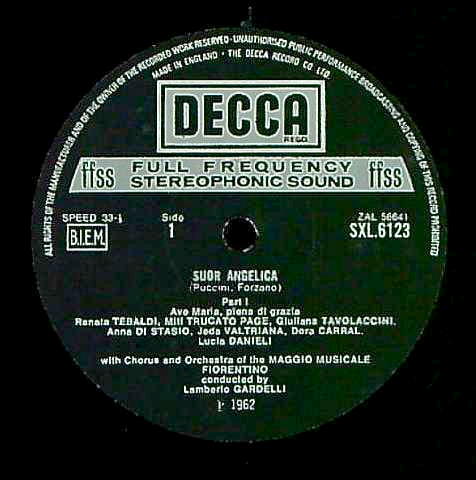 ALL RIGHTS OF THE MANUFACTURER AND OF THE OWNER OF THE RECORDED WORK RESERVED - UNAUTHORISED PUBLIC PERFORMANCE BROADCASTING AND COPYING OF THIS RECORD PROHIBITED
MADE IN ENGLAND · THE DECCA RECORD CO LTD.
DECCA
REGD.
ffss FULL FREQUENCY STEREOPHONIC SOUND ffss
SPEED 33-⅓ Side ZAL 56641
B.I.E.M. 1 SXL.6123
SUOR ANGELICA
(Puccini, Forzano)
Part I
Ave Maria, piena di grazia
Renata TEBALDI, Miti TRUCATO PAGE, Giuliana TAVOLACCINI,
Anna DI STASIO, Jeda VALTRIANA, Dora CARRAL,
Lucia DANIELI
with Chorus and Orchestra of the MAGGIO MUSICALE
FIORENTINO
conducted by
Lamberto GARDELLI
1962